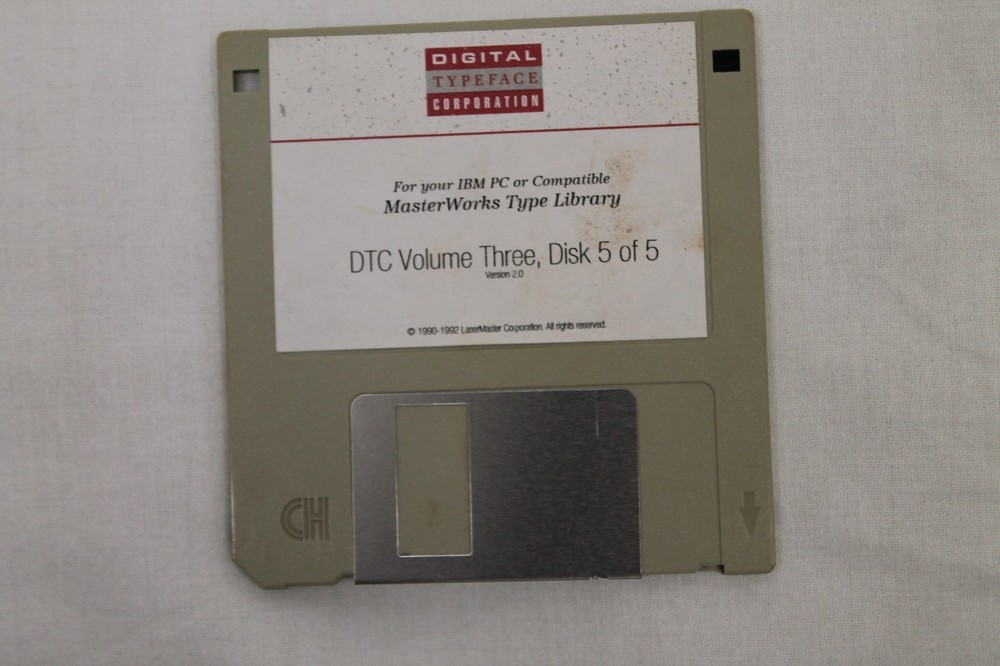 DIGITAL
TYPEFACE
CORPORATION
For your IBM PC or Compatible
MasterWorks Type Library
DTC Volume Three, Disk 5 of 5
Version 2.0
© 1990-1992 LaserMaster Corporation. All rights reserved.
CH